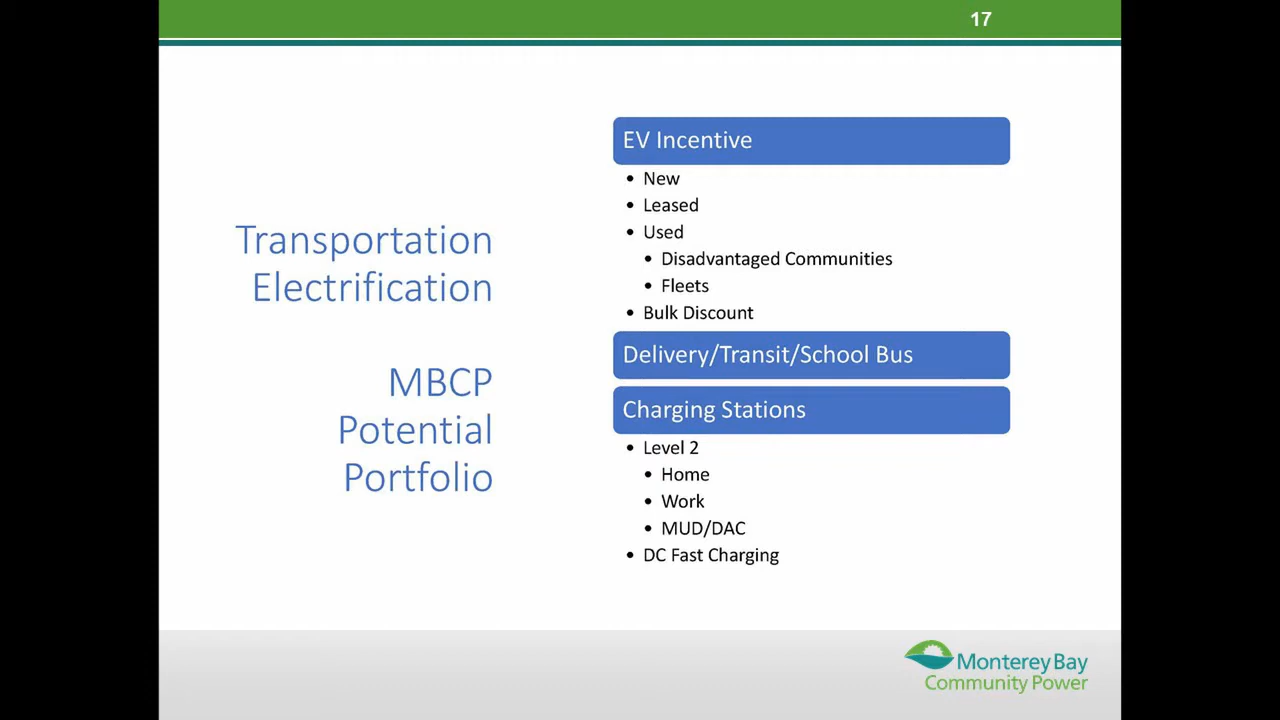 17
Transportation
Electrification
MBCP
Potential
Portfolio
EV Incentive
• New
• Leased
• Used
• Disadvantaged Communities
• Fleets
• Bulk Discount
Delivery/Transit/School Bus
Charging Stations
• Level 2
• Home
• Work
• MUD/DAC
• DC Fast Charging
Monterey Bay
Community Power